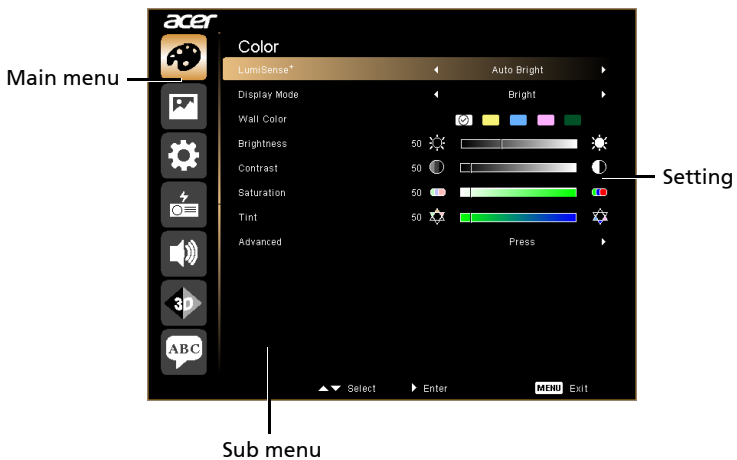 acer
Color
LumiSense+ Auto Bright
Main menu
Display Mode Bright
Wall Color
Brightness 50
Contrast 50
Setting
Saturation 50
Tint 50
Advanced Press
3D
ABC
Select Enter MENU Exit
Sub menu